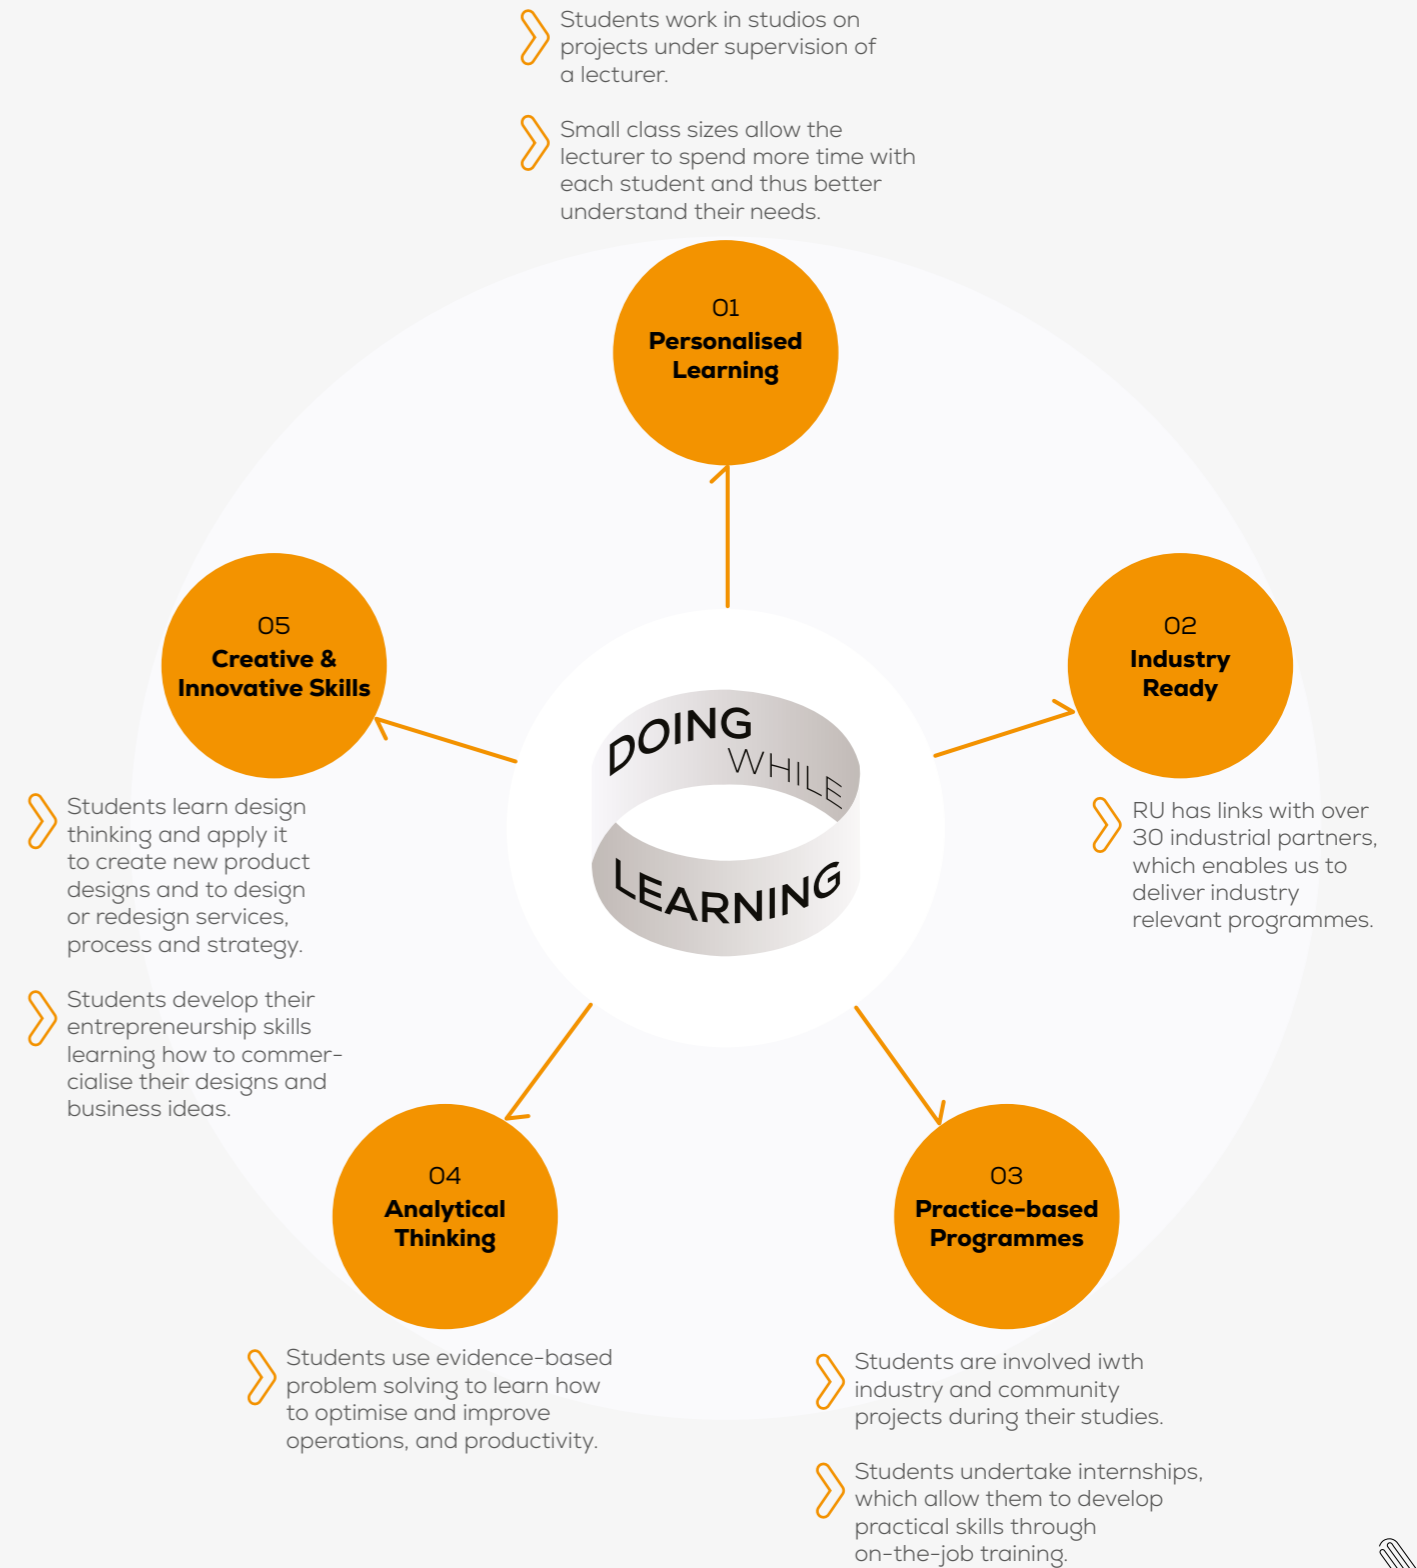 Students work in studios on
projects under supervision of
a lecturer.
Small class sizes allow the
lecturer to spend more time with
each student and thus better
understand their needs.
01
Personalised
Learning
02
Industry
Ready
RU has links with over
30 industrial partners,
which enables us to
deliver industry
relevant programmes.
03
Practice-based
Programmes
Students are involved iwth
industry and community
projects during their studies.
Students undertake internships,
which allow them to develop
practical skills through
on-the-job training.
04
Analytical
Thinking
Students use evidence-based
problem solving to learn how
to optimise and improve
operations, and productivity.
05
Creative &
Innovative Skills
Students learn design
thinking and apply it
to create new product
designs and to design
or redesign services,
process and strategy.
Students develop their
entrepreneurship skills
learning how to commer-
cialise their designs and
business ideas.
DOING
WHILE
LEARNING